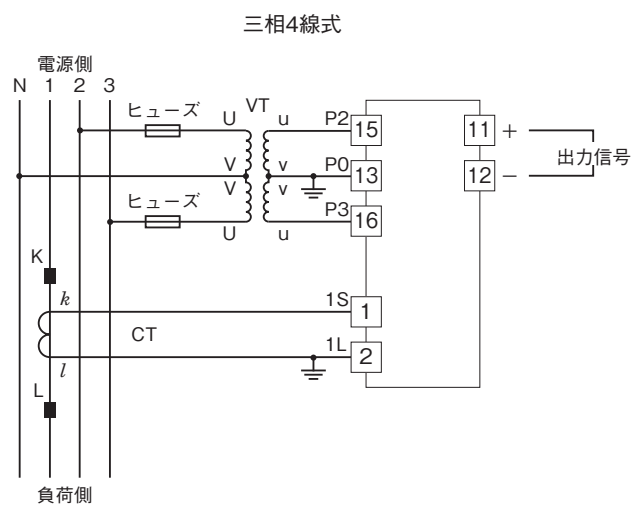 三相4線式
電源側
N 1 2 3
ヒューズ
U
VT
u
P2
15
11
+
出力信号
V
v
P0
13
12
−
V
v
ヒューズ
U
u
P3
16
K
k
1S
1
CT
1L
2
l
L
負荷側